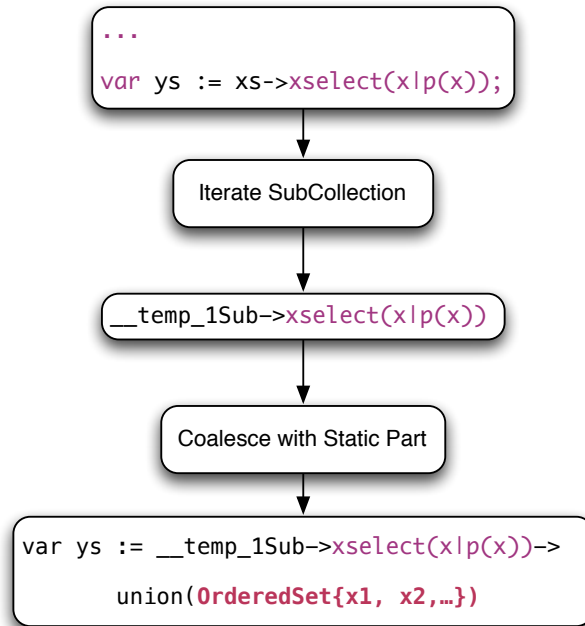 ...
var ys := xs->xselect(x|p(x));
Iterate SubCollection
__temp_1Sub->xselect(x|p(x))
Coalesce with Static Part
var ys := __temp_1Sub->xselect(x|p(x))->
union(OrderedSet{x1, x2,…})